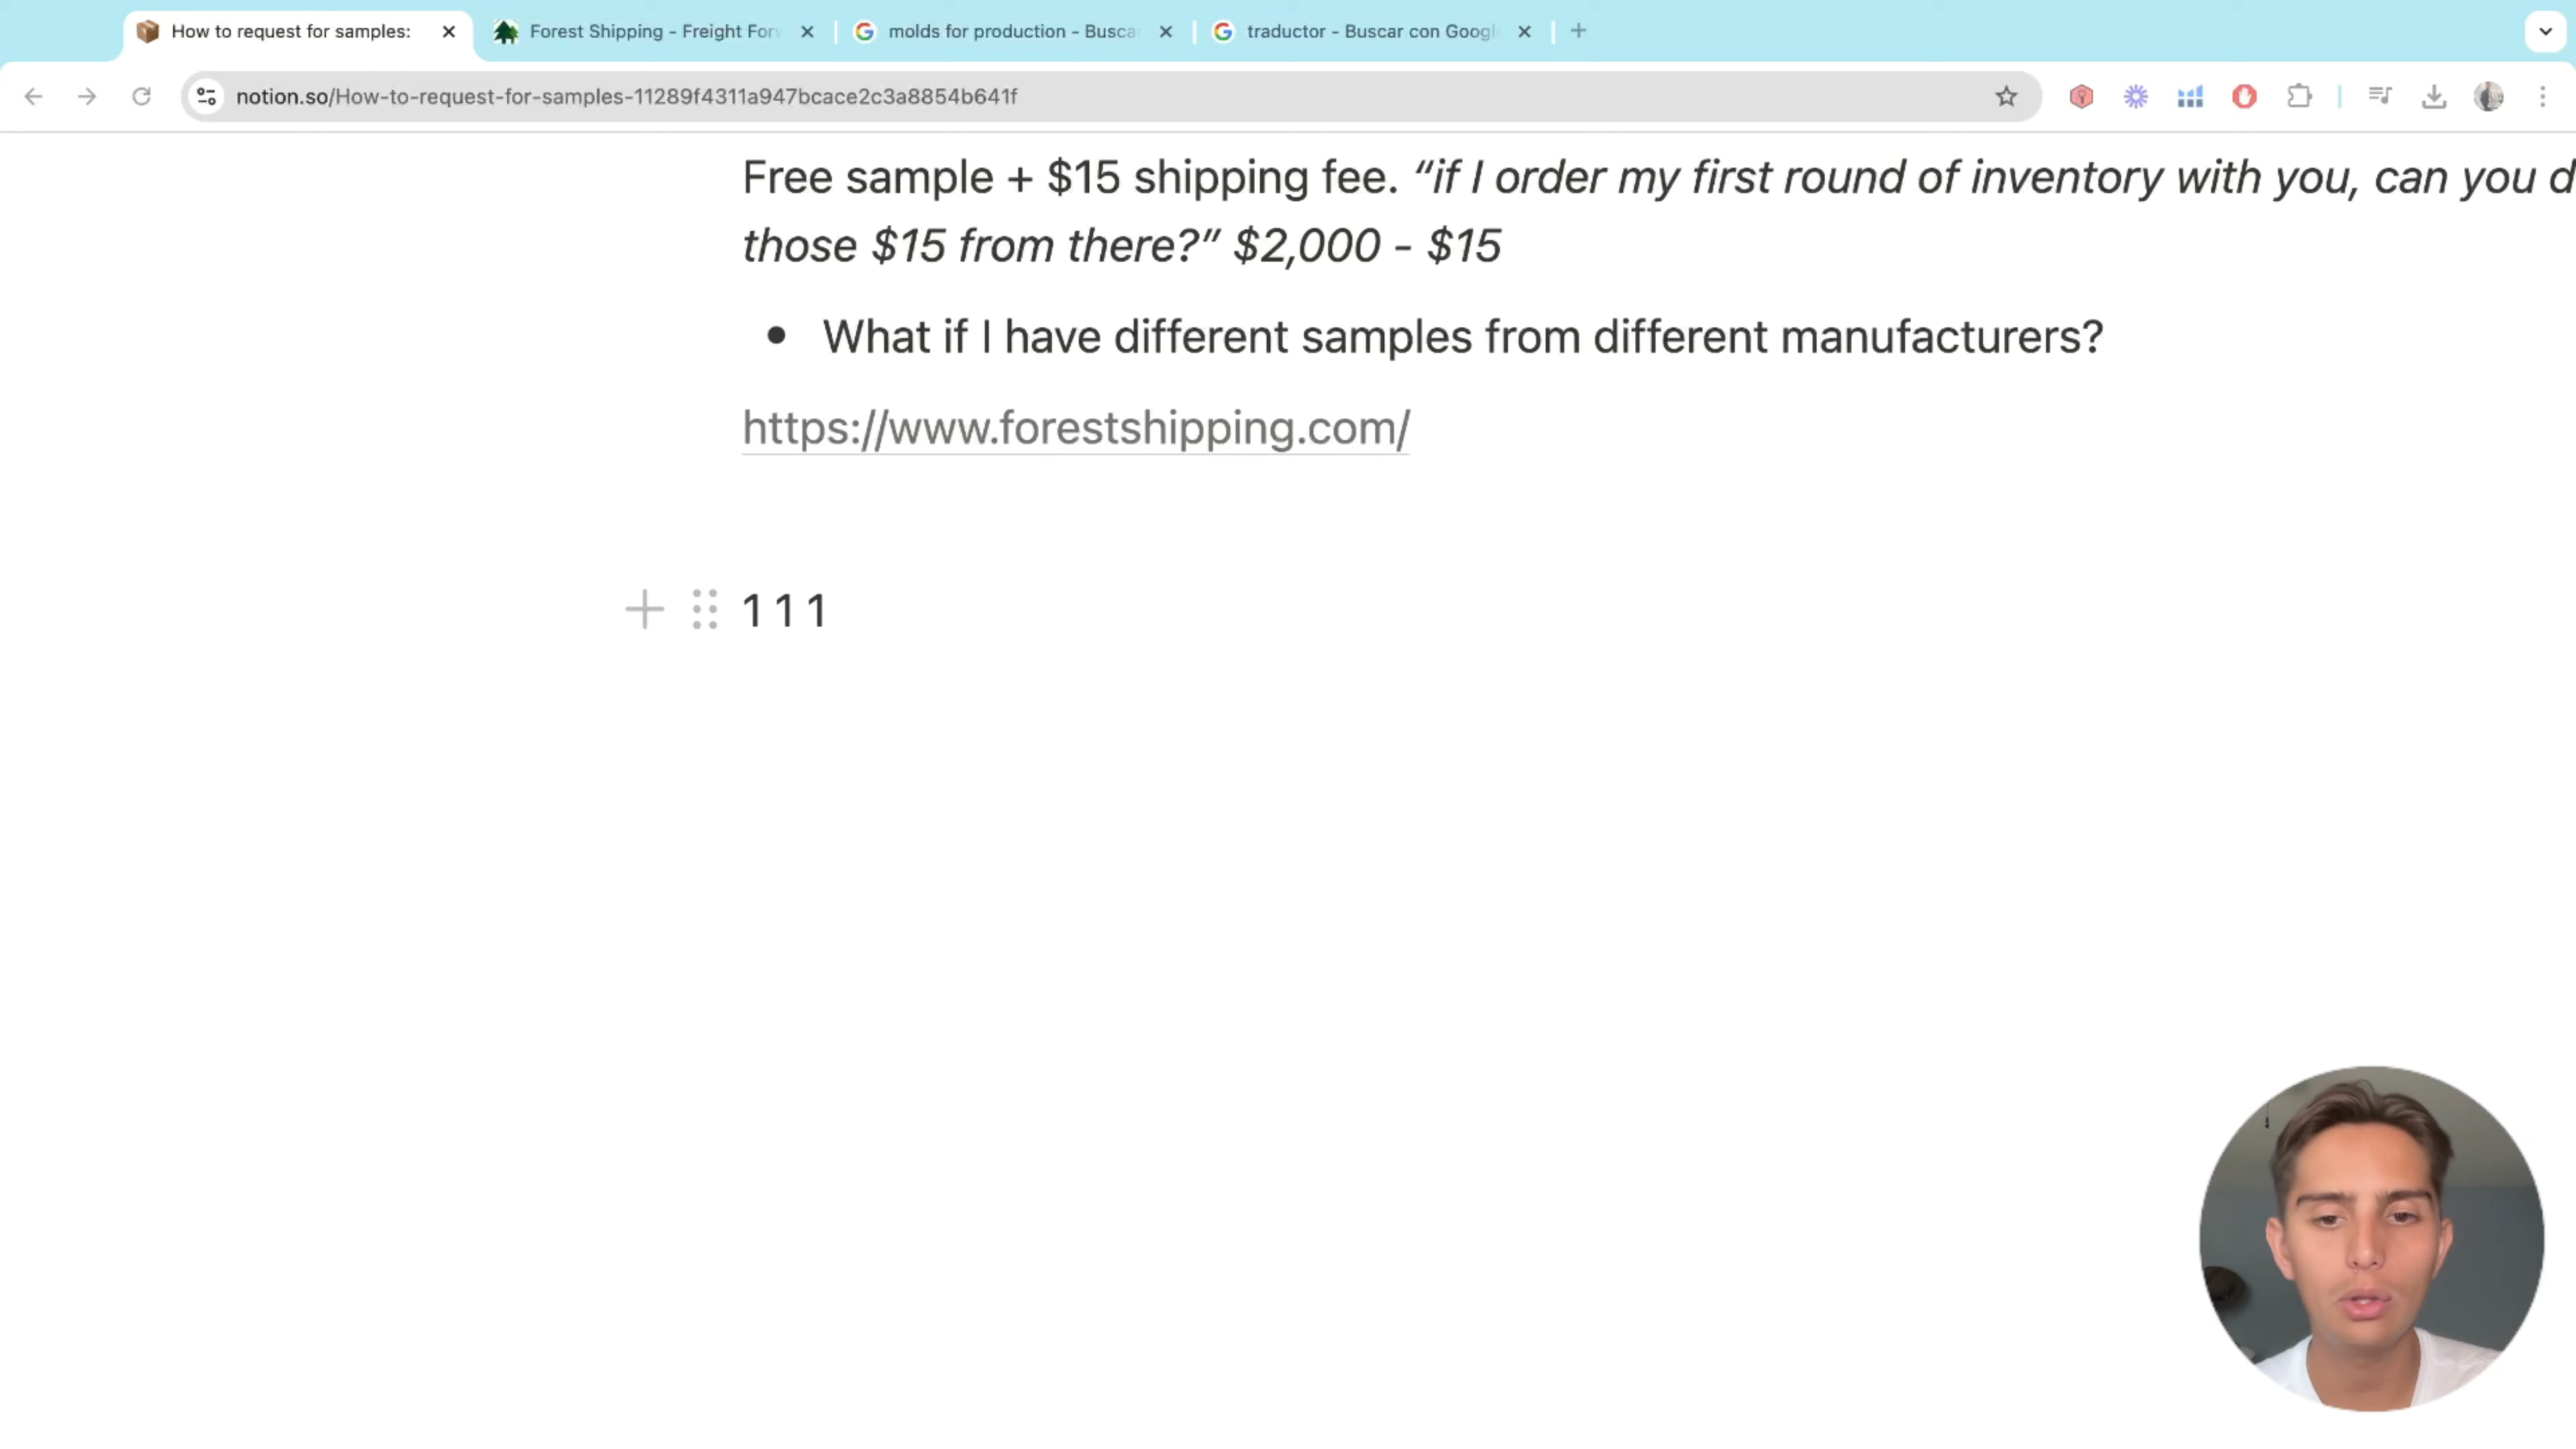 How to request for samples:
Forest Shipping - Freight For
molds for production - Busca
traductor - Buscar con Googl
notion.so/How-to-request-for-samples-11289f4311a947bcace2c3a8854b641f
Free sample + $15 shipping fee. “if I order my first round of inventory with you, can you d
those $15 from there?” $2,000 - $15
• What if I have different samples from different manufacturers?
https://www.forestshipping.com/
1 1 1